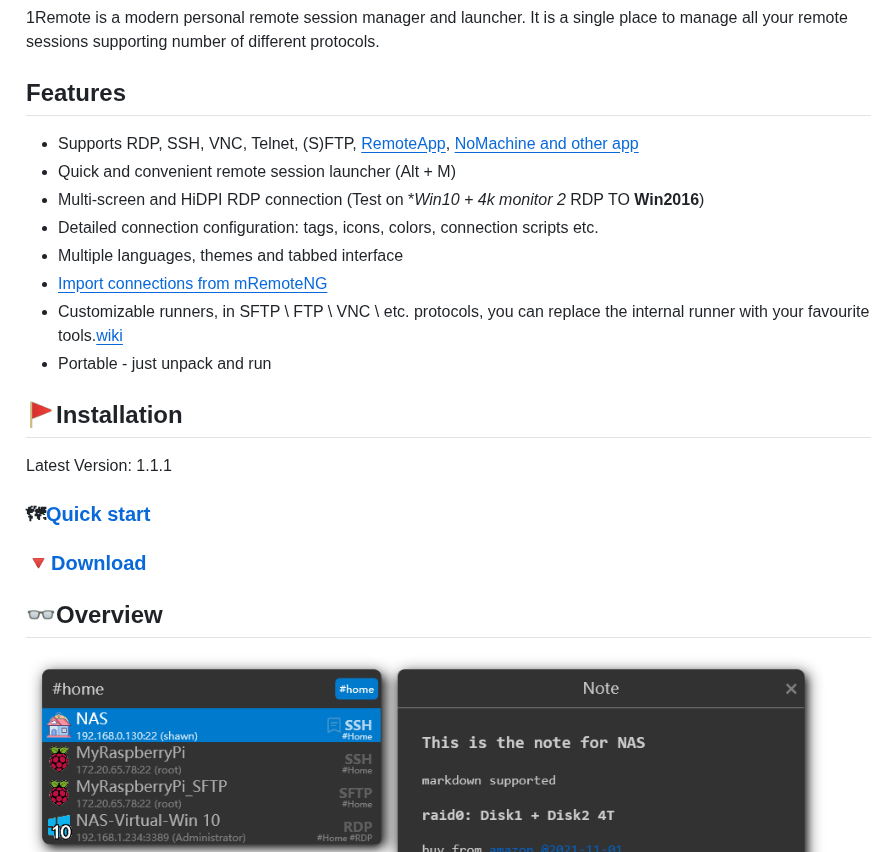 1Remote is a modern personal remote session manager and launcher. It is a single place to manage all your remote
sessions supporting number of different protocols.
Features
Supports RDP, SSH, VNC, Telnet, (S)FTP, RemoteApp, NoMachine and other app
Quick and convenient remote session launcher (Alt + M)
Multi-screen and HiDPI RDP connection (Test on *Win10 + 4k monitor 2 RDP TO Win2016)
Detailed connection configuration: tags, icons, colors, connection scripts etc.
Multiple languages, themes and tabbed interface
Import connections from mRemoteNG
Customizable runners, in SFTP \ FTP \ VNC \ etc. protocols, you can replace the internal runner with your favourite
tools.wiki
Portable - just unpack and run
Installation
Latest Version: 1.1.1
Quick start
Download
Overview
#home #home
NAS SSH
192.168.0.130:22 (shawn) #Home
MyRaspberryPi SSH
172.20.65.78:22 (root) #Home
MyRaspberryPi_SFTP SFTP
172.20.65.78:22 (root) #Home
10 NAS-Virtual-Win 10 RDP
192.168.1.234:3389 (Administrator) #Home #RDP
Note
This is the note for NAS
markdown supported
raid0: Disk1 + Disk2 4T
buy from amazon @2021-11-01